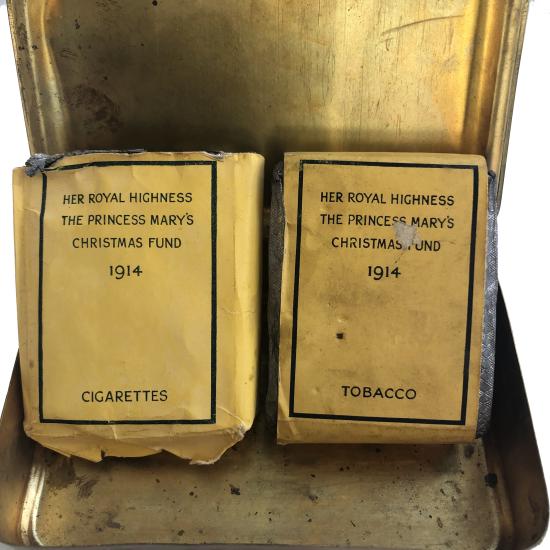 HER ROYAL HIGHNESS
THE PRINCESS MARY'S
CHRISTMAS FUND
1914
CIGARETTES
HER ROYAL HIGHNESS
THE PRINCESS MARY'S
CHRISTMAS FUND
1914
TOBACCO